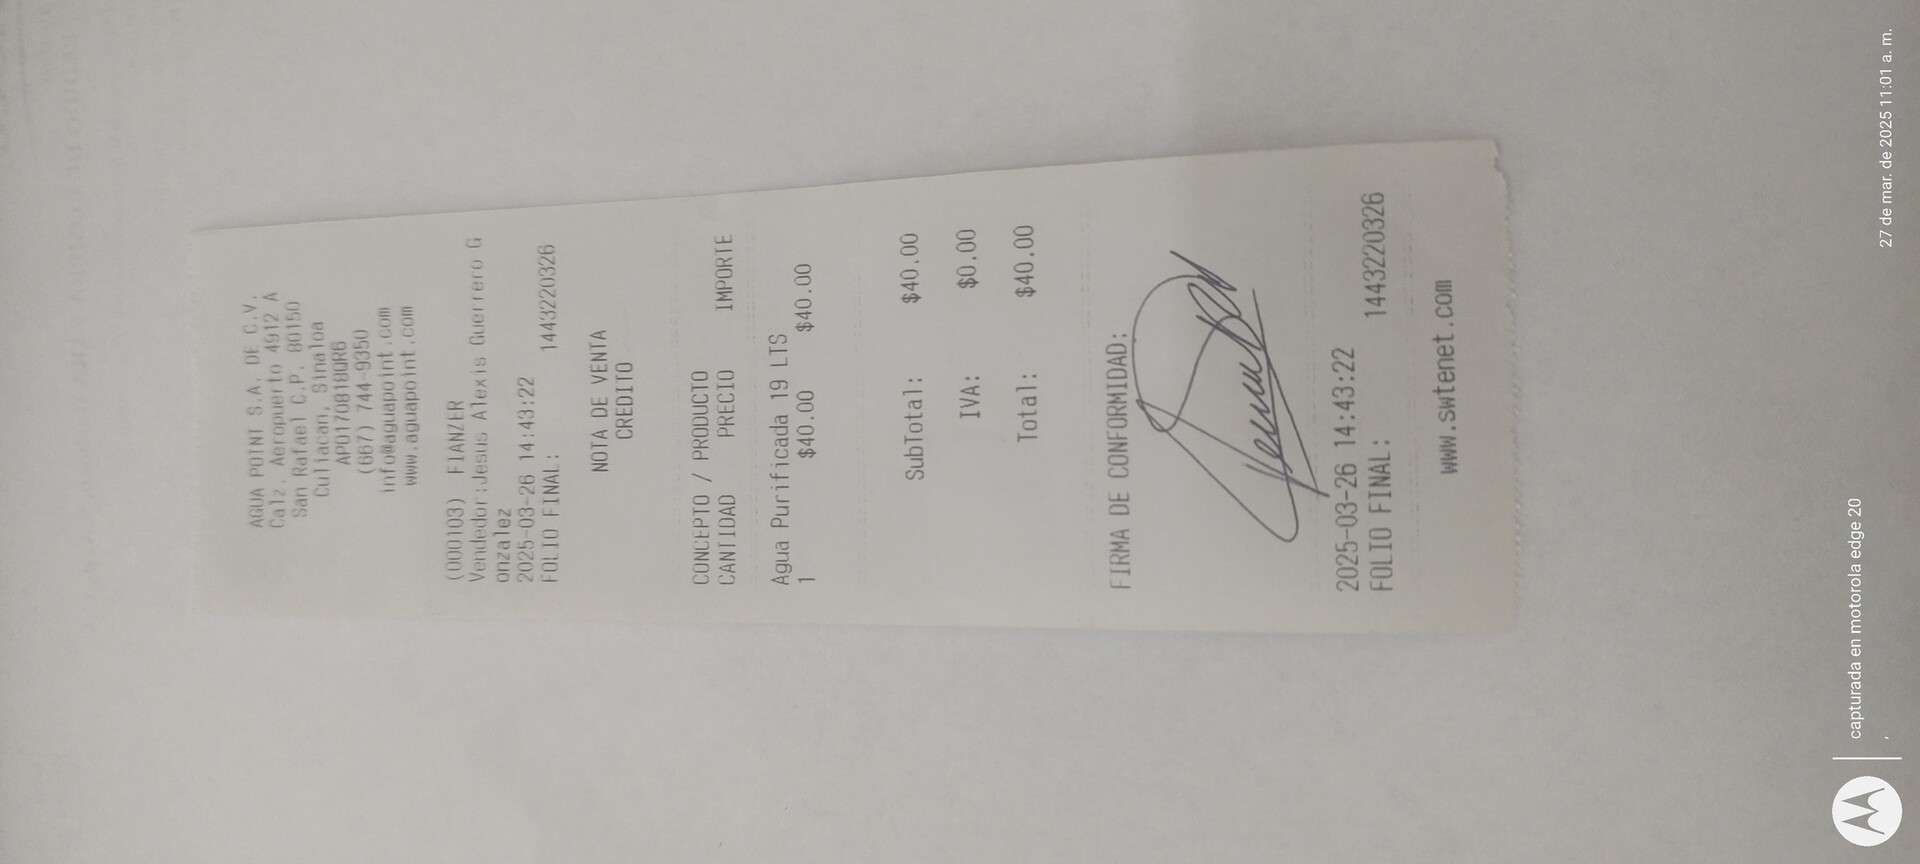 AGUA POINT S.A. DE C.V.
Calz. Aeropuerto 4912 A
San Rafael C.P. 80150
Culiacan, Sinaloa
APO170818QR6
(667) 744-9350
info@aguapoint.com
www.aguapoint.com
(000103) FIANZER
Vendedor:Jesus Alexis Guerrero G
onzalez
2025-03-26 14:43:22
FOLIO FINAL: 1443220326
NOTA DE VENTA
CREDITO
CONCEPTO / PRODUCTO
CANTIDAD PRECIO IMPORTE
Agua Purificada 19 LTS
1 $40.00 $40.00
SubTotal: $40.00
IVA: $0.00
Total: $40.00
FIRMA DE CONFORMIDAD:
2025-03-26 14:43:22
FOLIO FINAL: 1443220326
www.swtenet.com
capturada en motorola edge 20
27 de mar. de 2025 11:01 a. m.